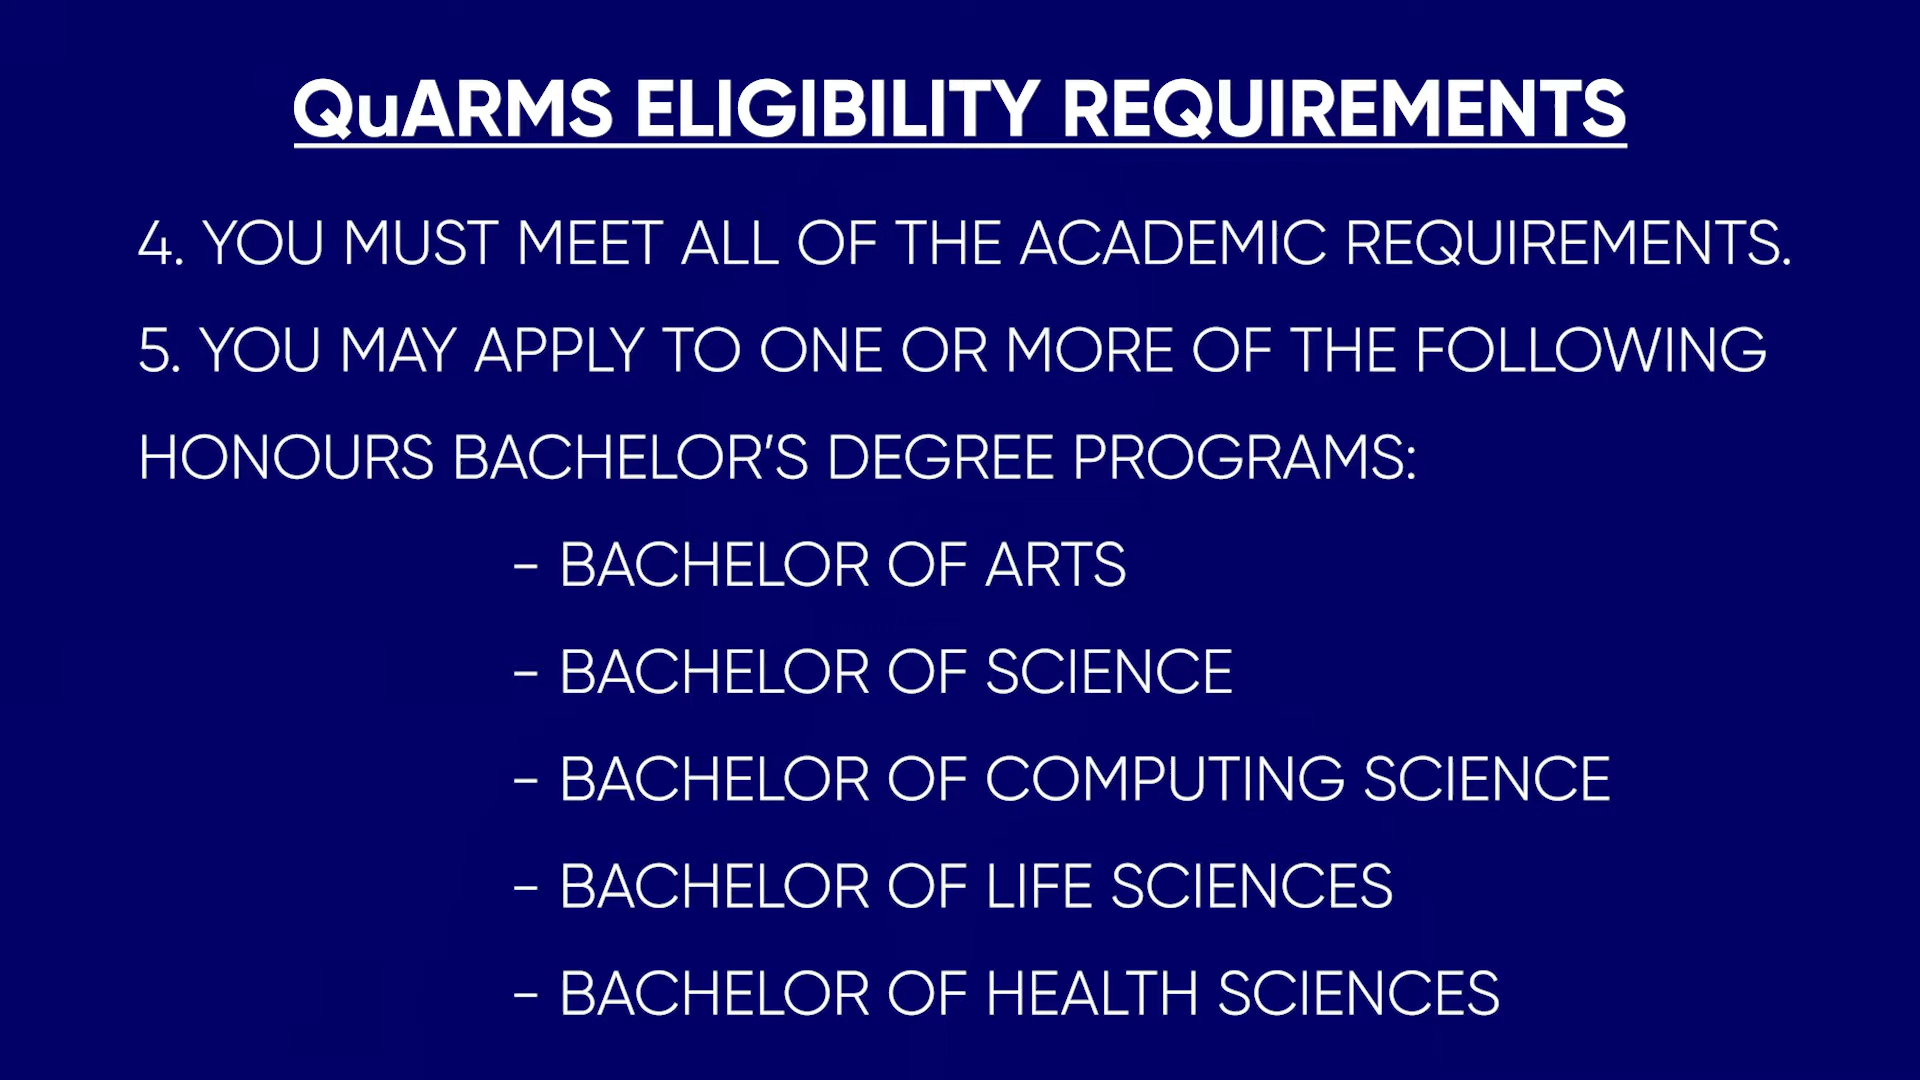 QuARMS ELIGIBILITY REQUIREMENTS
4. YOU MUST MEET ALL OF THE ACADEMIC REQUIREMENTS.
5. YOU MAY APPLY TO ONE OR MORE OF THE FOLLOWING
HONOURS BACHELOR'S DEGREE PROGRAMS:
- BACHELOR OF ARTS
- BACHELOR OF SCIENCE
- BACHELOR OF COMPUTING SCIENCE
- BACHELOR OF LIFE SCIENCES
- BACHELOR OF HEALTH SCIENCES